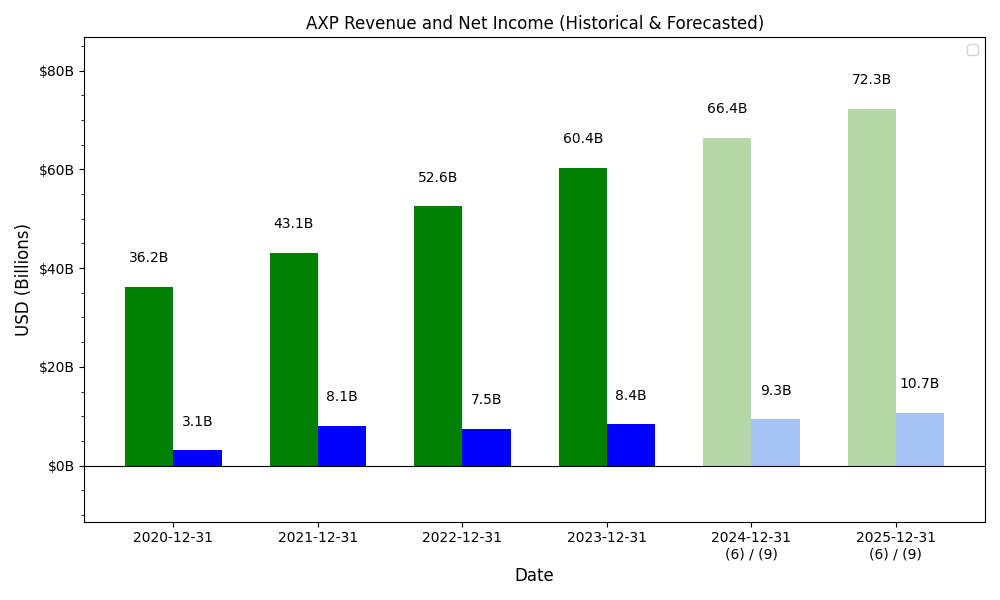 AXP Revenue and Net Income (Historical & Forecasted)
USD (Billions)
$80B
$60B
$40B
$20B
$0B
36.2B
3.1B
43.1B
8.1B
52.6B
7.5B
60.4B
8.4B
66.4B
9.3B
72.3B
10.7B
2020-12-31
2021-12-31
2022-12-31
2023-12-31
2024-12-31
(6) / (9)
2025-12-31
(6) / (9)
Date